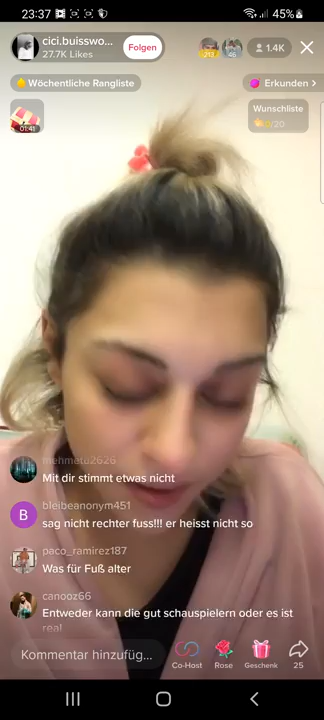 23:37
45%
cici.buisswo...
27.7K Likes
Folgen
213
46
1.4K
Wöchentliche Rangliste
Erkunden >
01:41
Wunschliste
0/20
mehmetu2626
Mit dir stimmt etwas nicht
B
bleibeanonym451
sag nicht rechter fuss!!! er heisst nicht so
paco_ramirez187
Was für Fuß alter
canooz66
Entweder kann die gut schauspielern oder es ist
real
Kommentar hinzufüg...
Co-Host
Rose
Geschenk
25